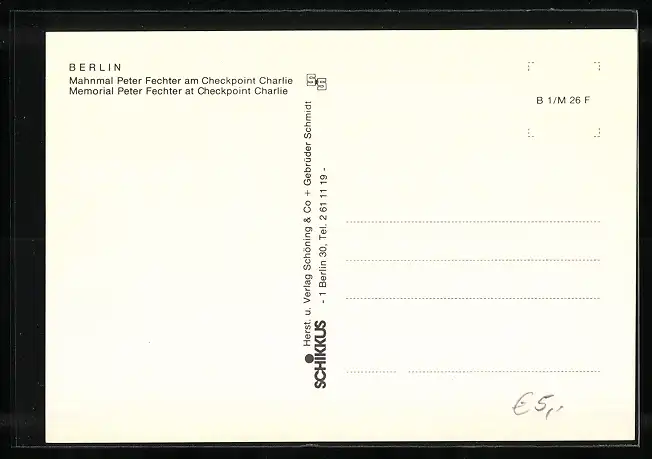 BERLIN
Mahnmal Peter Fechter am Checkpoint Charlie
Memorial Peter Fechter at Checkpoint Charlie
B 1/M 26 F
SCHIKKUS
Herst. u. Verlag Schöning & Co + Gebrüder Schmidt
- 1 Berlin 30, Tel. 2 61 11 19 -
€5,-